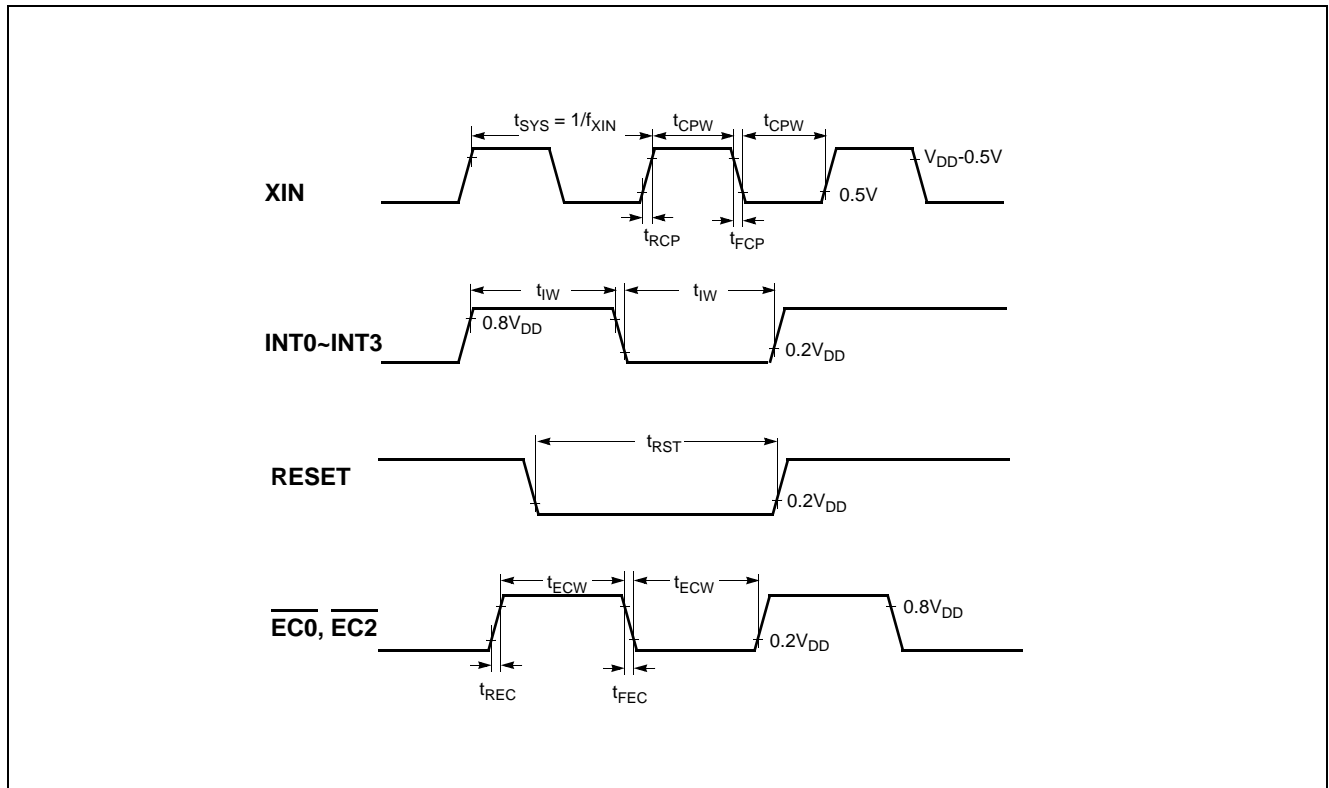 tSYS = 1/fXIN tCPW tCPW
VDD-0.5V
XIN
0.5V
tRCP tFCP
tIW tIW
0.8VDD
INT0~INT3
0.2VDD
tRST
RESET
0.2VDD
tECW tECW
0.8VDD
EC0, EC2
0.2VDD
tREC tFEC